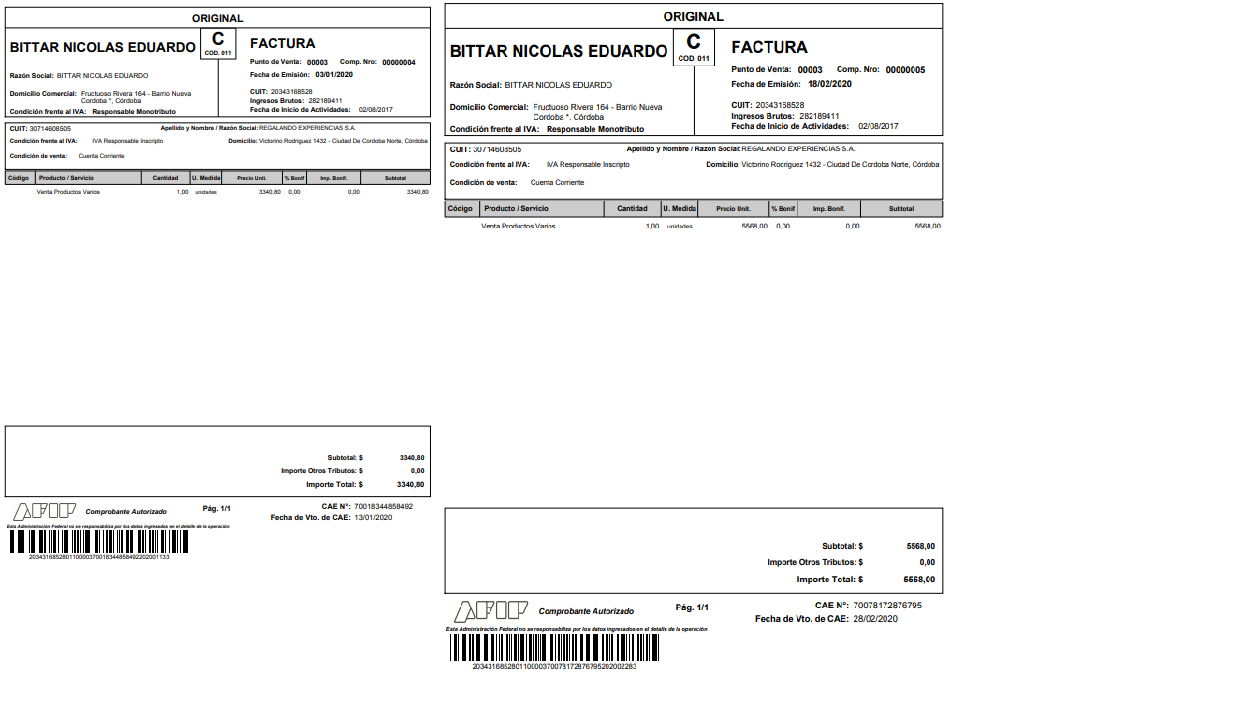 ORIGINAL
BITTAR NICOLAS EDUARDO
C
COD. 011
FACTURA
Punto de Venta: 00003 Comp. Nro: 00000004
Fecha de Emisión: 03/01/2020
Razón Social: BITTAR NICOLAS EDUARDO
Domicilio Comercial: Fructuoso Rivera 164 - Barrio Nueva
Cordoba *, Córdoba
Condición frente al IVA: Responsable Monotributo
CUIT: 20343168528
Ingresos Brutos: 282189411
Fecha de Inicio de Actividades: 02/08/2017
CUIT: 30714608505 Apellido y Nombre / Razón Social: REGALANDO EXPERIENCIAS S.A.
Condición frente al IVA: IVA Responsable Inscripto Domicilio: Victorino Rodriguez 1432 - Ciudad De Cordoba Norte, Córdoba
Condición de venta: Cuenta Corriente
Código Producto / Servicio Cantidad U. Medida Precio Unit. % Bonif Imp. Bonif. Subtotal
Venta Productos Varios 1,00 unidades 3340,80 0,00 0,00 3340,80
Subtotal: $ 3340,80
Importe Otros Tributos: $ 0,00
Importe Total: $ 3340,80
AFIP
Comprobante Autorizado
Pág. 1/1
CAE N°: 70018344858492
Fecha de Vto. de CAE: 13/01/2020
Esta Administración Federal no se responsabiliza por los datos ingresados en el detalle de la operación
203431685280110000370018344858492202001133
ORIGINAL
BITTAR NICOLAS EDUARDO
C
COD. 011
FACTURA
Punto de Venta: 00003 Comp. Nro: 00000005
Fecha de Emisión: 18/02/2020
Razón Social: BITTAR NICOLAS EDUARDO
Domicilio Comercial: Fructuoso Rivera 164 - Barrio Nueva
Cordoba *, Córdoba
Condición frente al IVA: Responsable Monotributo
CUIT: 20343168528
Ingresos Brutos: 282189411
Fecha de Inicio de Actividades: 02/08/2017
CUIT: 30714608505 Apellido y Nombre / Razón Social: REGALANDO EXPERIENCIAS S.A.
Condición frente al IVA: IVA Responsable Inscripto Domicilio: Victorino Rodriguez 1432 - Ciudad De Cordoba Norte, Córdoba
Condición de venta: Cuenta Corriente
Código Producto / Servicio Cantidad U. Medida Precio Unit. % Bonif Imp. Bonif. Subtotal
Venta Productos Varios 1,00 unidades 5568,00 0,00 0,00 5568,00
Subtotal: $ 5568,00
Importe Otros Tributos: $ 0,00
Importe Total: $ 5568,00
AFIP
Comprobante Autorizado
Pág. 1/1
CAE N°: 70078172876795
Fecha de Vto. de CAE: 28/02/2020
Esta Administración Federal no se responsabiliza por los datos ingresados en el detalle de la operación
203431685280110000370078172876795202002283